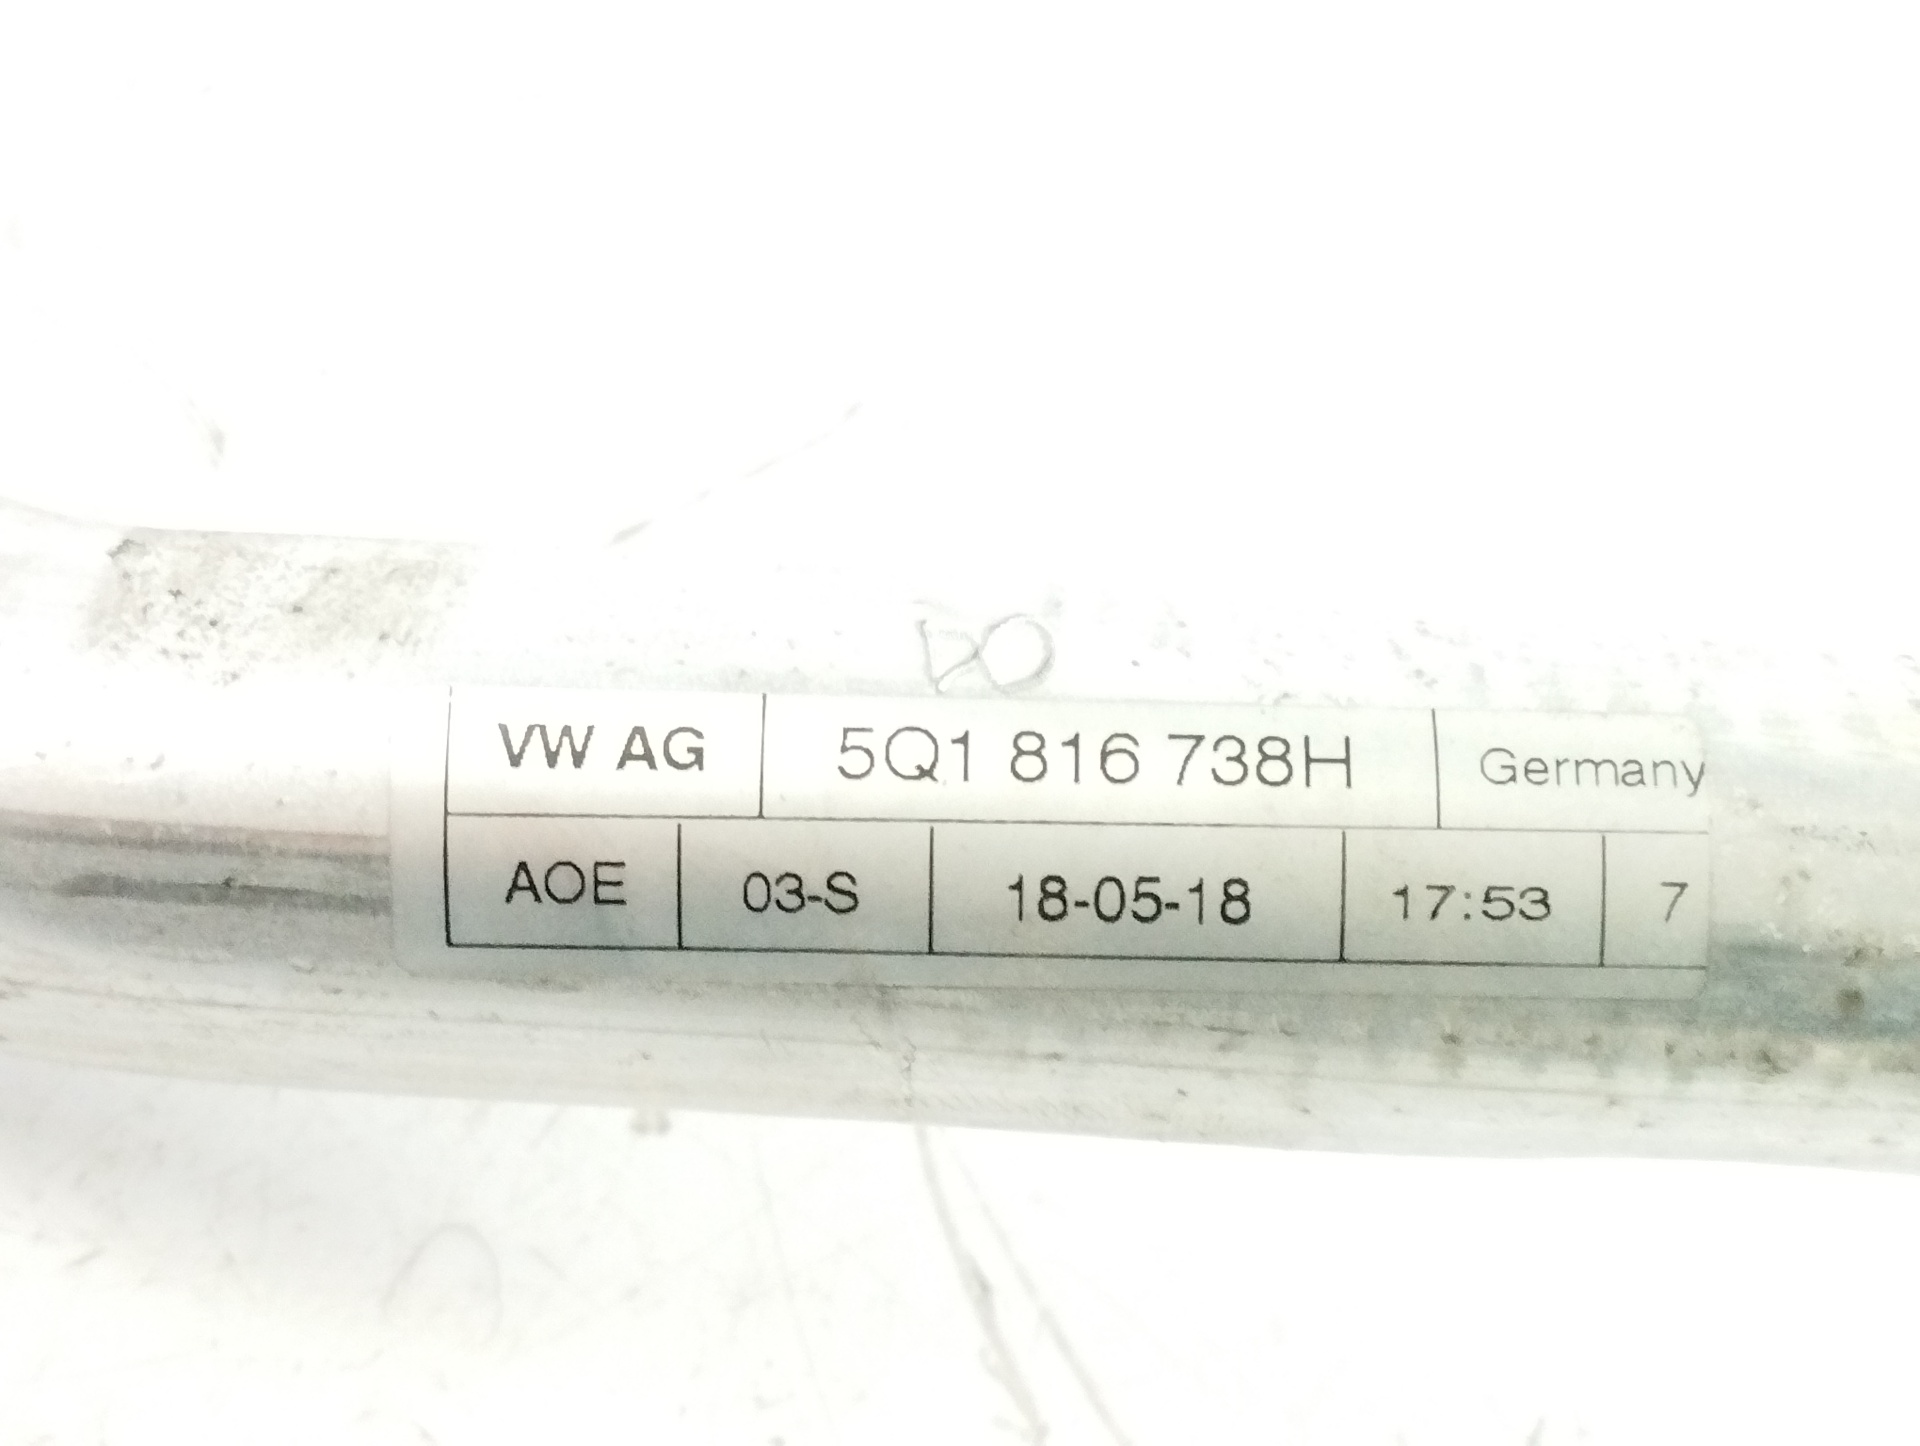 VW AG 5Q1 816 738H Germany
AOE 03-S 18-05-18 17:53 7